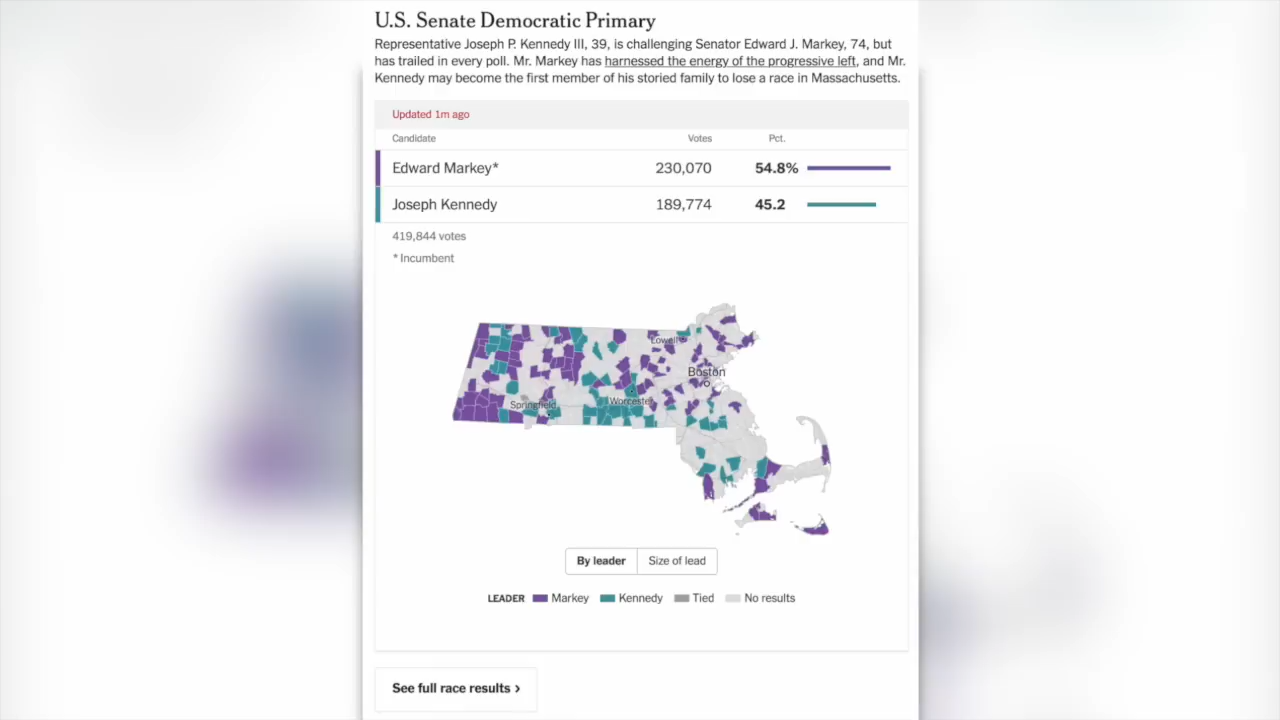 U.S. Senate Democratic Primary
Representative Joseph P. Kennedy III, 39, is challenging Senator Edward J. Markey, 74, but
has trailed in every poll. Mr. Markey has harnessed the energy of the progressive left, and Mr.
Kennedy may become the first member of his storied family to lose a race in Massachusetts.
Updated 1m ago
Candidate Votes Pct.
Edward Markey* 230,070 54.8%
Joseph Kennedy 189,774 45.2
419,844 votes
* Incumbent
Lowell
Boston
Worcester
Springfield
By leader Size of lead
LEADER Markey Kennedy Tied No results
See full race results ›